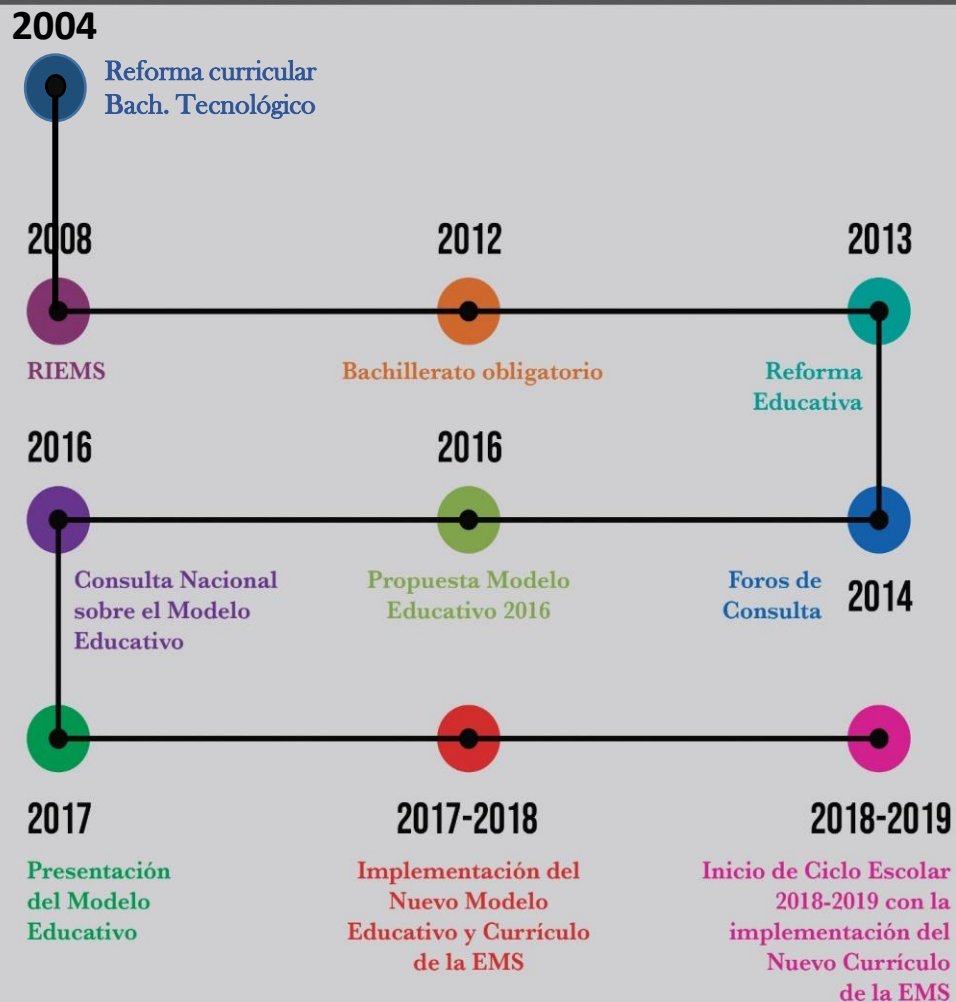 2004
Reforma curricular
Bach. Tecnológico
2008
RIEMS
2012
Bachillerato obligatorio
2013
Reforma
Educativa
2014
Foros de
Consulta
2016
Propuesta Modelo
Educativo 2016
2016
Consulta Nacional
sobre el Modelo
Educativo
2017
Presentación
del Modelo
Educativo
2017-2018
Implementación del
Nuevo Modelo
Educativo y Currículo
de la EMS
2018-2019
Inicio de Ciclo Escolar
2018-2019 con la
implementación del
Nuevo Currículo
de la EMS